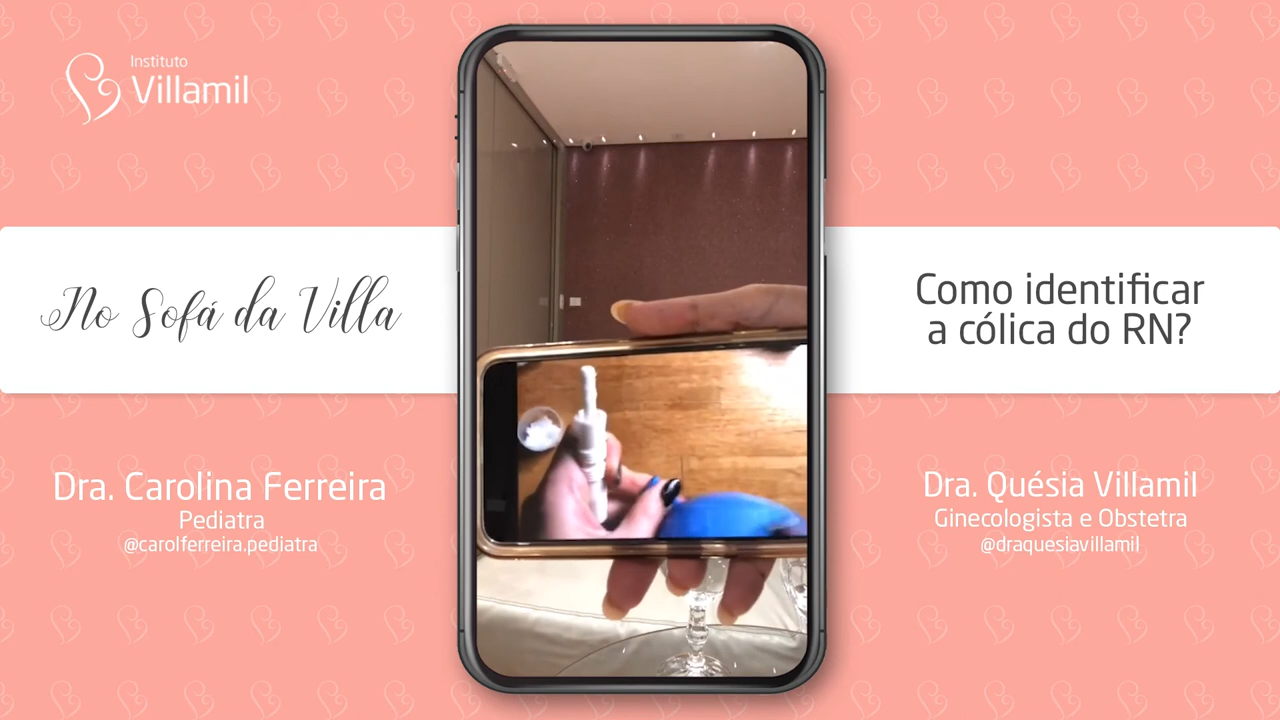 Instituto
Villamil
No Sofá da Villa
Como identificar
a cólica do RN?
Dra. Carolina Ferreira
Pediatra
@carolferreira.pediatra
Dra. Quésia Villamil
Ginecologista e Obstetra
@draquesiavillamil